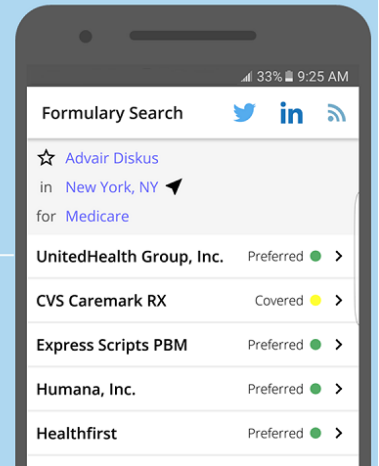 33% 9:25 AM
Formulary Search in
Advair Diskus
in New York, NY
for Medicare
UnitedHealth Group, Inc. Preferred
CVS Caremark RX Covered
Express Scripts PBM Preferred
Humana, Inc. Preferred
Healthfirst Preferred